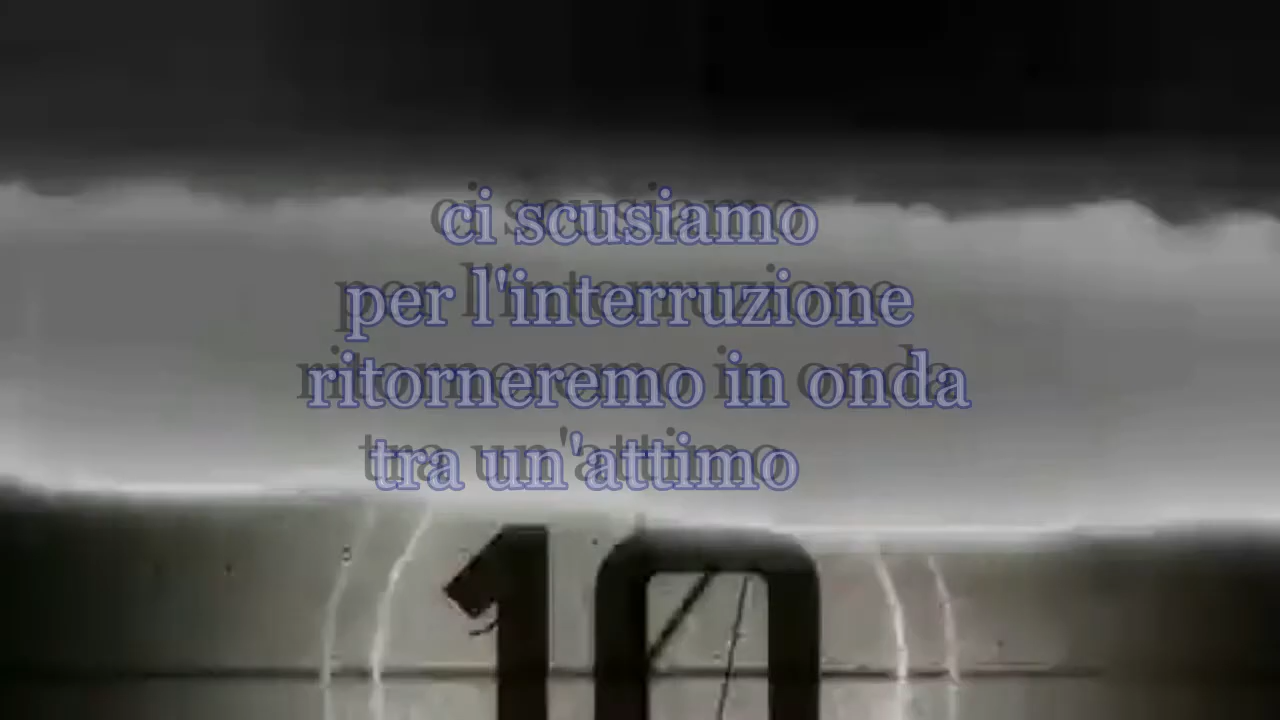 ci scusiamo
per l'interruzione
ritorneremo in onda
tra un'attimo
10